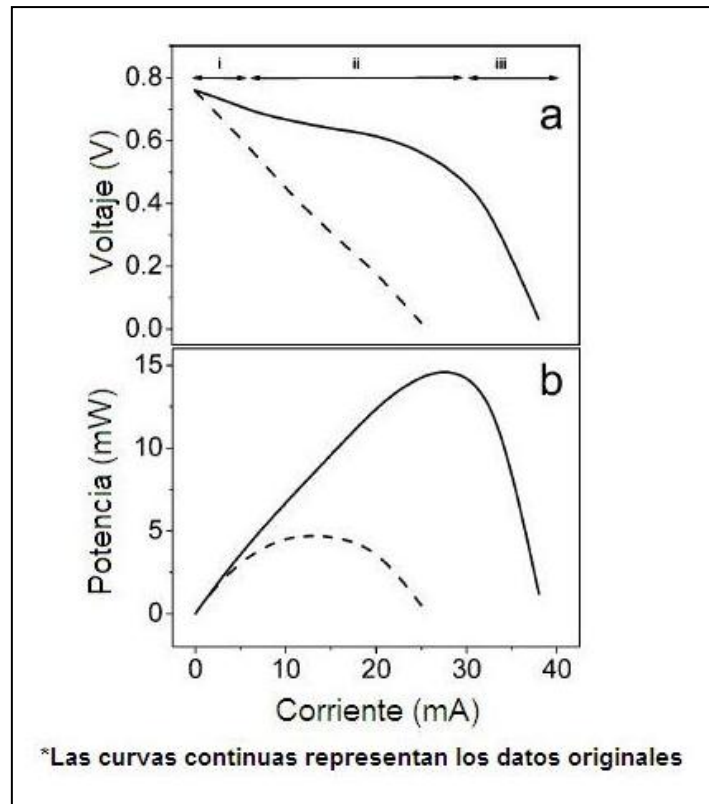 i ii iii
0.8
a
0.6
0.4
0.2
0.0
Voltaje (V)
15
b
10
5
0
Potencia (mW)
0 10 20 30 40
Corriente (mA)
*Las curvas continuas representan los datos originales